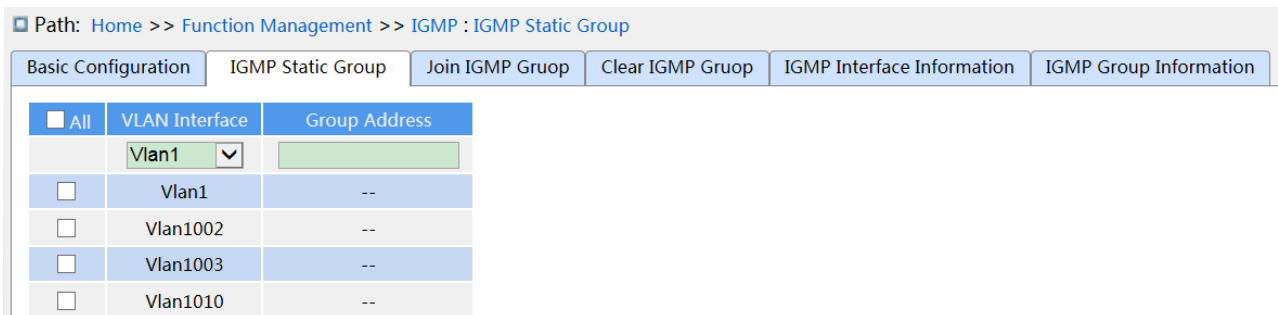 Path: Home >> Function Management >> IGMP : IGMP Static Group
Basic Configuration IGMP Static Group Join IGMP Gruop Clear IGMP Gruop IGMP Interface Information IGMP Group Information
All VLAN Interface Group Address
Vlan1
Vlan1 --
Vlan1002 --
Vlan1003 --
Vlan1010 --